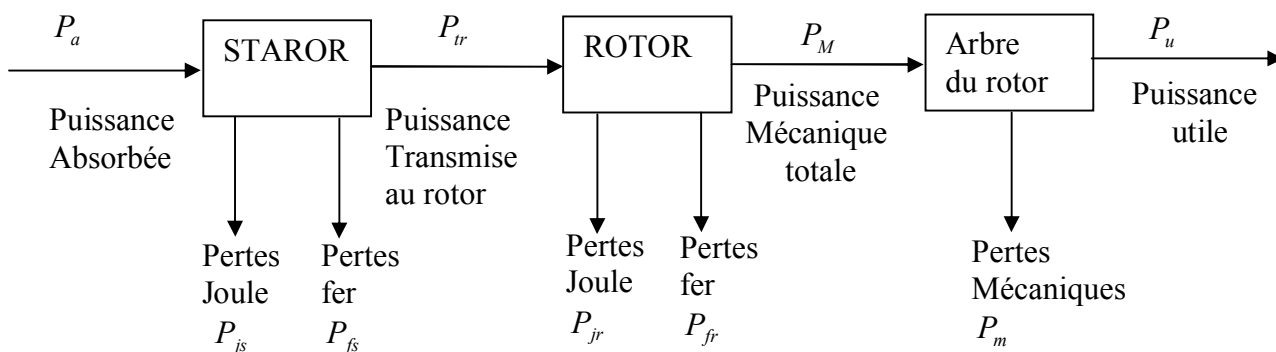 P_a
STAROR
P_tr
ROTOR
P_M
Arbre
du rotor
P_u
Puissance
Absorbée
Puissance
Transmise
au rotor
Puissance
Mécanique
totale
Puissance
utile
Pertes
Joule
P_js
Pertes
fer
P_fs
Pertes
Joule
P_jr
Pertes
fer
P_fr
Pertes
Mécaniques
P_m